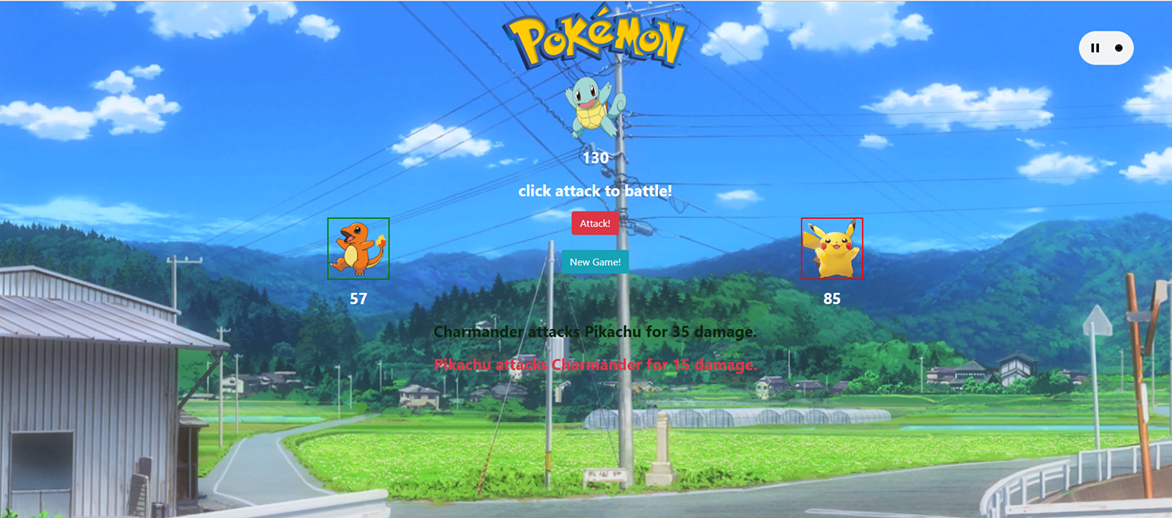 POKéMON
130
click attack to battle!
Attack!
New Game!
57
85
Charmander attacks Pikachu for 35 damage.
Pikachu attacks Charmander for 15 damage.